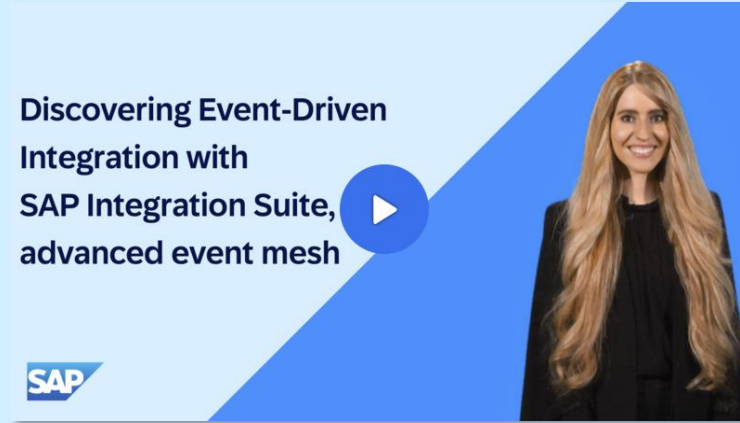 Discovering Event-Driven
Integration with
SAP Integration Suite,
advanced event mesh
SAP